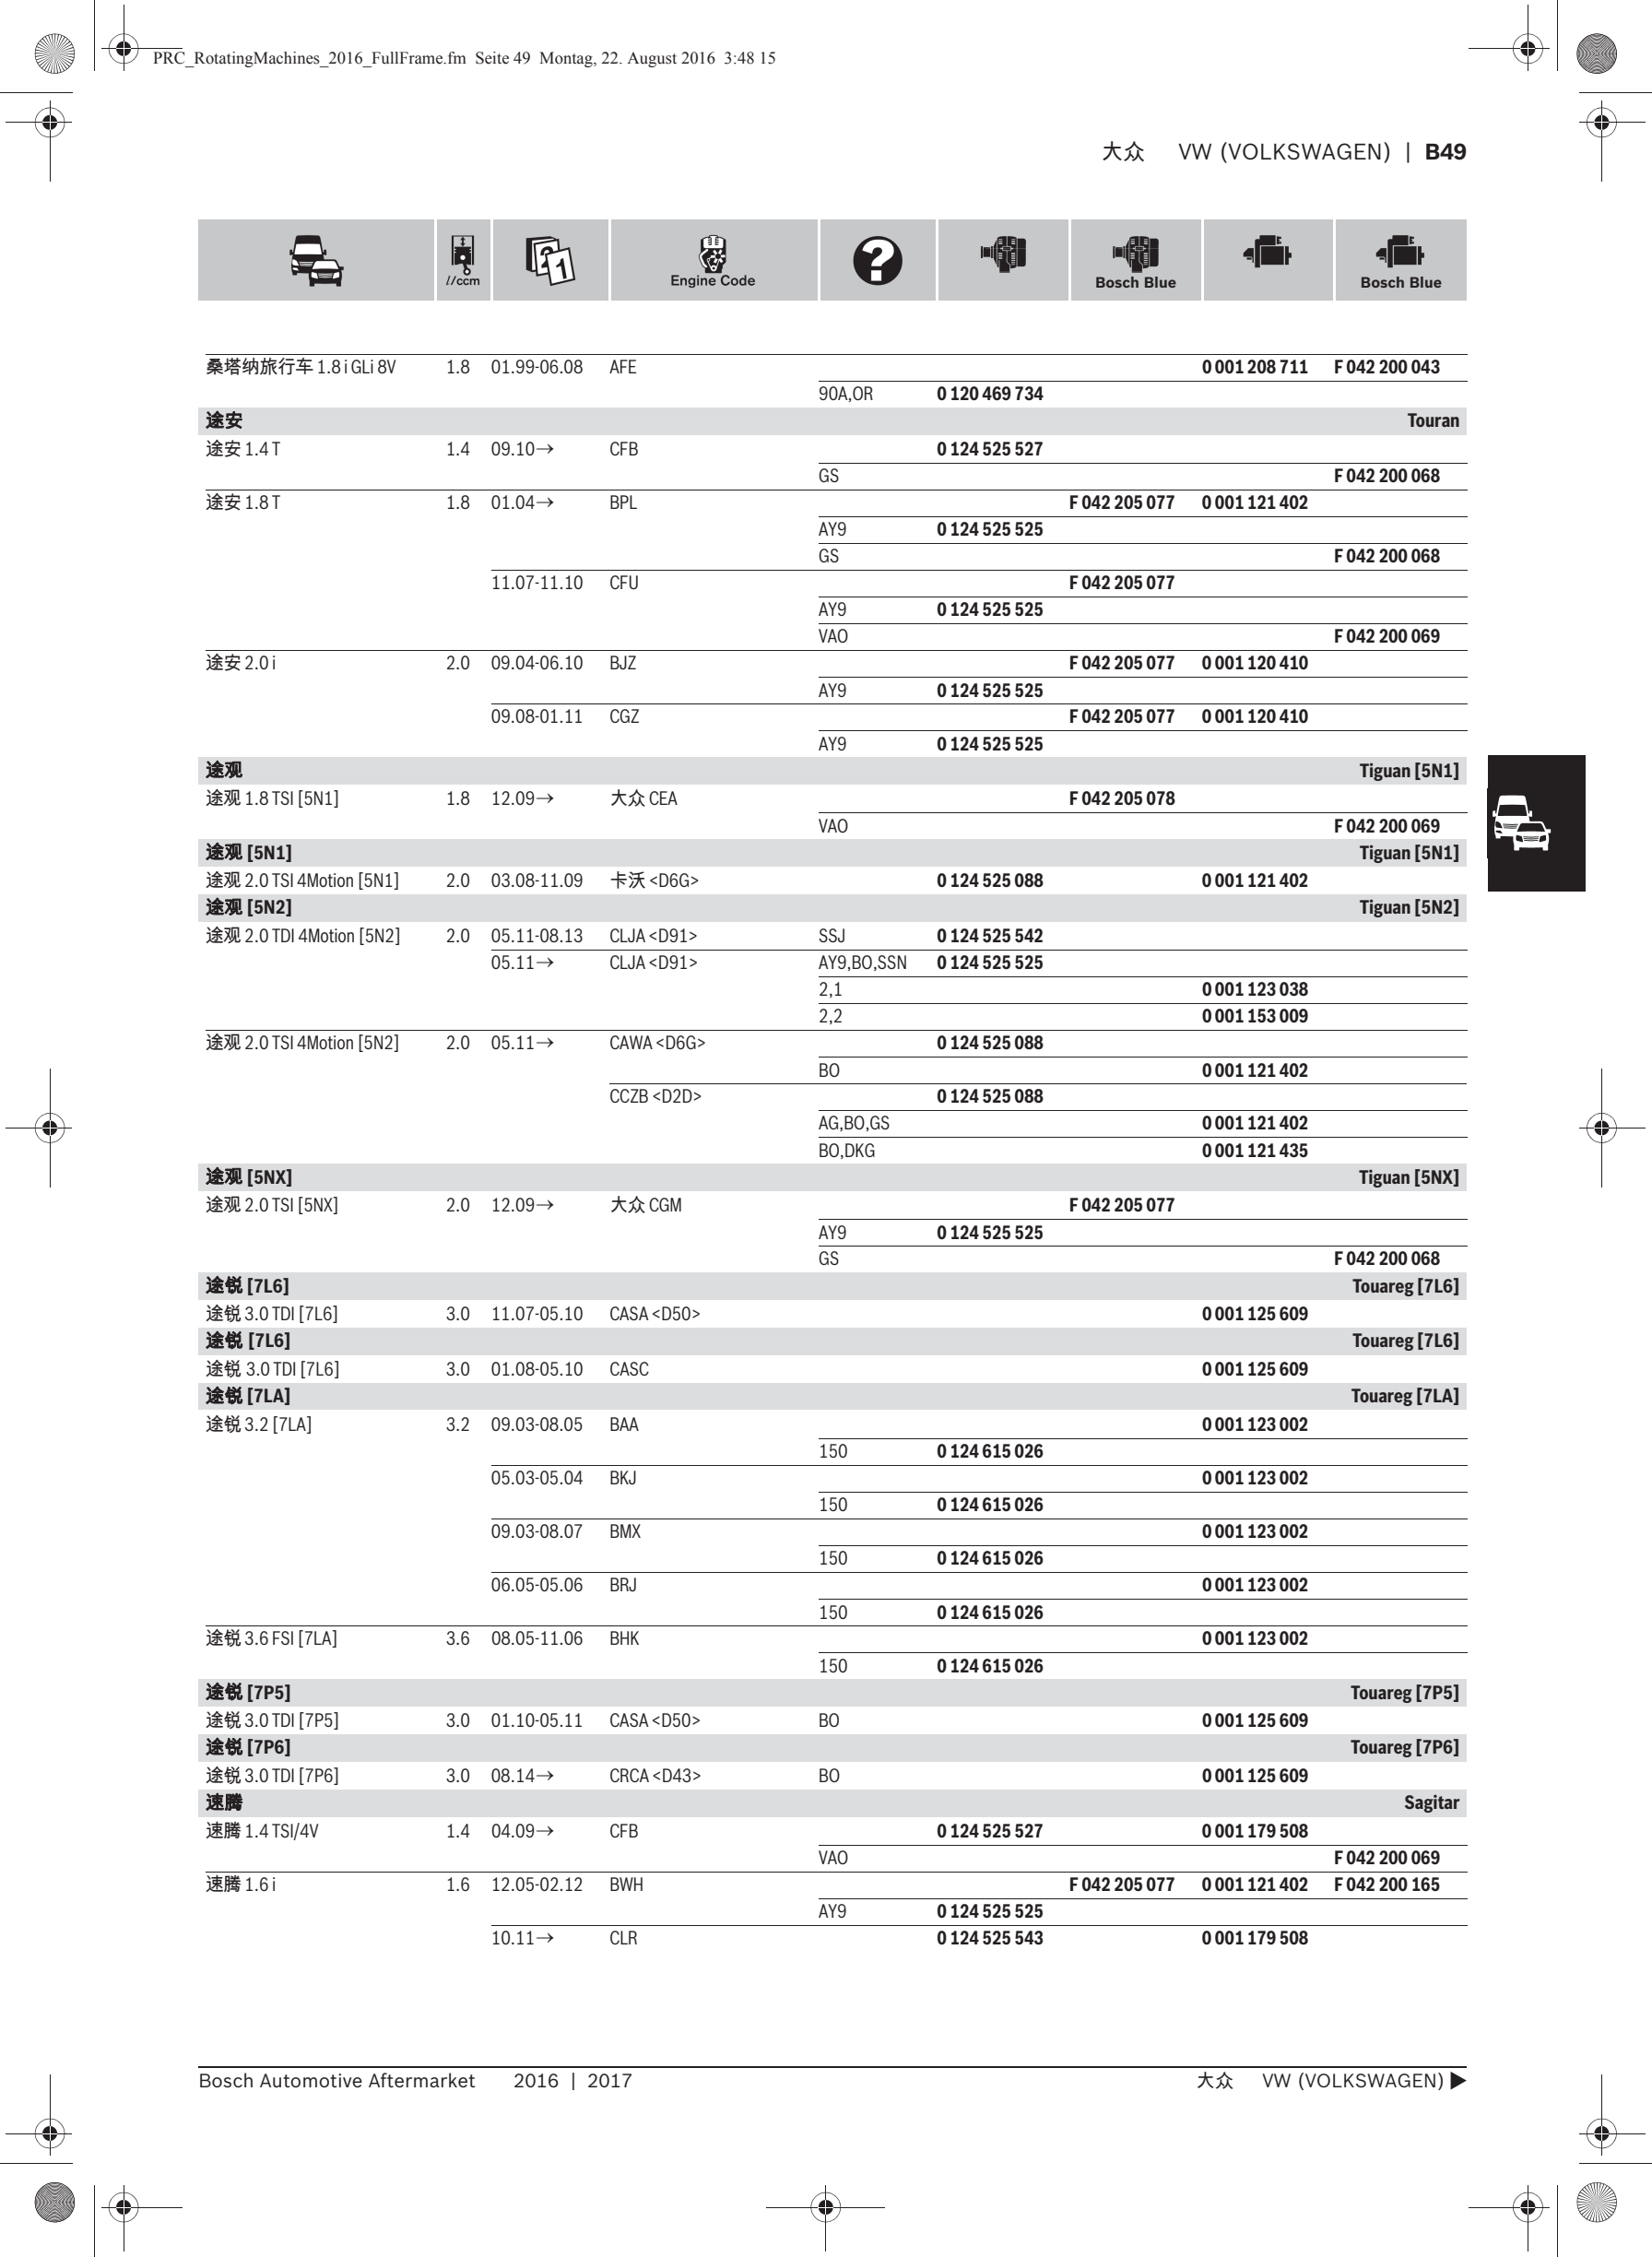 PRC_RotatingMachines_2016_FullFrame.fm Seite 49 Montag, 22. August 2016 3:48 15
大众 VW (VOLKSWAGEN) | B49
l/ccm 2 1 Engine Code ? Bosch Blue Bosch Blue
桑塔纳旅行车 1.8 i GLi 8V 1.8 01.99-06.08 AFE 0 001 208 711 F 042 200 043
90A,OR 0 120 469 734
途安 Touran
途安 1.4 T 1.4 09.10→ CFB 0 124 525 527
GS F 042 200 068
途安 1.8 T 1.8 01.04→ BPL F 042 205 077 0 001 121 402
AY9 0 124 525 525
GS F 042 200 068
11.07-11.10 CFU F 042 205 077
AY9 0 124 525 525
VAO F 042 200 069
途安 2.0 i 2.0 09.04-06.10 BJZ F 042 205 077 0 001 120 410
AY9 0 124 525 525
09.08-01.11 CGZ F 042 205 077 0 001 120 410
AY9 0 124 525 525
途观 Tiguan [5N1]
途观 1.8 TSI [5N1] 1.8 12.09→ 大众 CEA F 042 205 078
VAO F 042 200 069
途观 [5N1] Tiguan [5N1]
途观 2.0 TSI 4Motion [5N1] 2.0 03.08-11.09 卡沃 <D6G> 0 124 525 088 0 001 121 402
途观 [5N2] Tiguan [5N2]
途观 2.0 TDI 4Motion [5N2] 2.0 05.11-08.13 CLJA <D91> SSJ 0 124 525 542
05.11→ CLJA <D91> AY9,BO,SSN 0 124 525 525
2,1 0 001 123 038
2,2 0 001 153 009
途观 2.0 TSI 4Motion [5N2] 2.0 05.11→ CAWA <D6G> 0 124 525 088
BO 0 001 121 402
CCZB <D2D> 0 124 525 088
AG,BO,GS 0 001 121 402
BO,DKG 0 001 121 435
途观 [5NX] Tiguan [5NX]
途观 2.0 TSI [5NX] 2.0 12.09→ 大众 CGM F 042 205 077
AY9 0 124 525 525
GS F 042 200 068
途锐 [7L6] Touareg [7L6]
途锐 3.0 TDI [7L6] 3.0 11.07-05.10 CASA <D50> 0 001 125 609
途锐 [7L6] Touareg [7L6]
途锐 3.0 TDI [7L6] 3.0 01.08-05.10 CASC 0 001 125 609
途锐 [7LA] Touareg [7LA]
途锐 3.2 [7LA] 3.2 09.03-08.05 BAA 0 001 123 002
150 0 124 615 026
05.03-05.04 BKJ 0 001 123 002
150 0 124 615 026
09.03-08.07 BMX 0 001 123 002
150 0 124 615 026
06.05-05.06 BRJ 0 001 123 002
150 0 124 615 026
途锐 3.6 FSI [7LA] 3.6 08.05-11.06 BHK 0 001 123 002
150 0 124 615 026
途锐 [7P5] Touareg [7P5]
途锐 3.0 TDI [7P5] 3.0 01.10-05.11 CASA <D50> BO 0 001 125 609
途锐 [7P6] Touareg [7P6]
途锐 3.0 TDI [7P6] 3.0 08.14→ CRCA <D43> BO 0 001 125 609
速腾 Sagitar
速腾 1.4 TSI/4V 1.4 04.09→ CFB 0 124 525 527 0 001 179 508
VAO F 042 200 069
速腾 1.6 i 1.6 12.05-02.12 BWH F 042 205 077 0 001 121 402 F 042 200 165
AY9 0 124 525 525
10.11→ CLR 0 124 525 543 0 001 179 508
Bosch Automotive Aftermarket 2016 | 2017 大众 VW (VOLKSWAGEN)